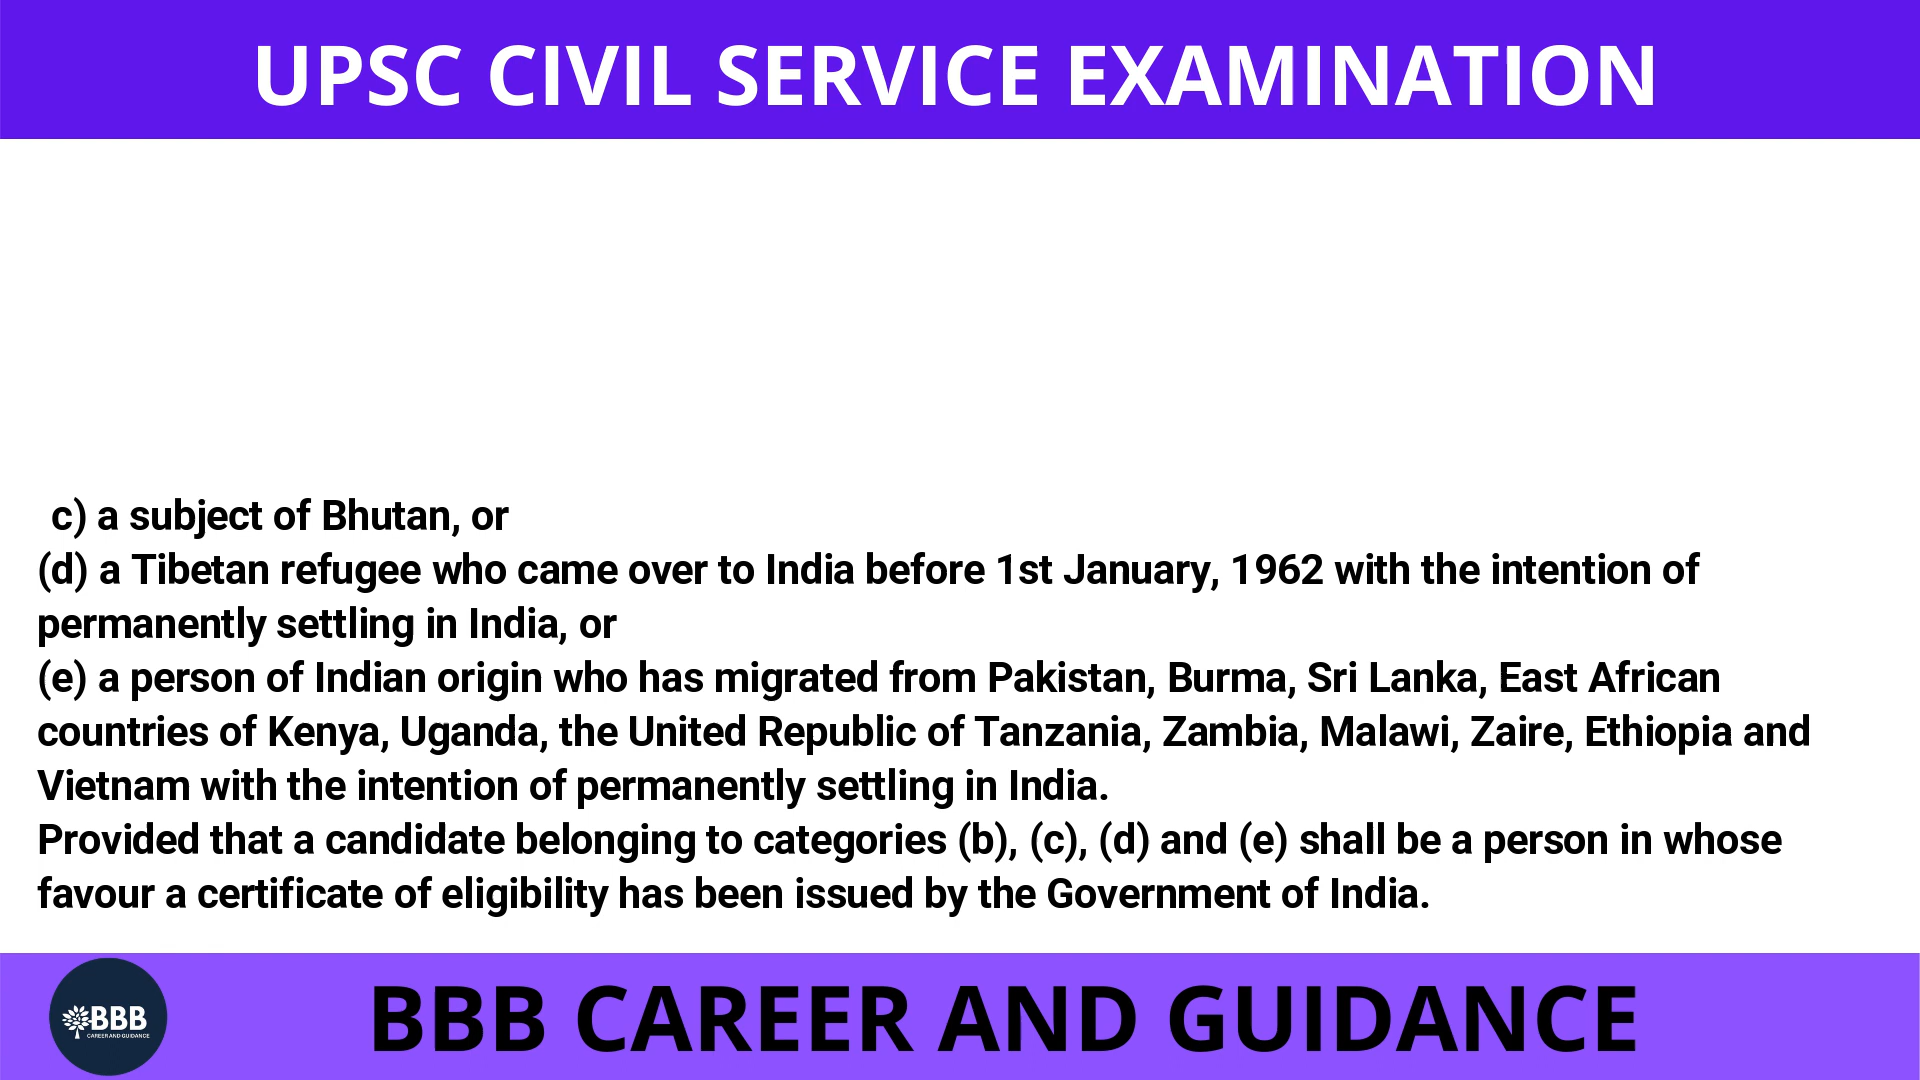 UPSC CIVIL SERVICE EXAMINATION
c) a subject of Bhutan, or
(d) a Tibetan refugee who came over to India before 1st January, 1962 with the intention of
permanently settling in India, or
(e) a person of Indian origin who has migrated from Pakistan, Burma, Sri Lanka, East African
countries of Kenya, Uganda, the United Republic of Tanzania, Zambia, Malawi, Zaire, Ethiopia and
Vietnam with the intention of permanently settling in India.
Provided that a candidate belonging to categories (b), (c), (d) and (e) shall be a person in whose
favour a certificate of eligibility has been issued by the Government of India.
BBB
CAREER AND GUIDANCE
BBB CAREER AND GUIDANCE